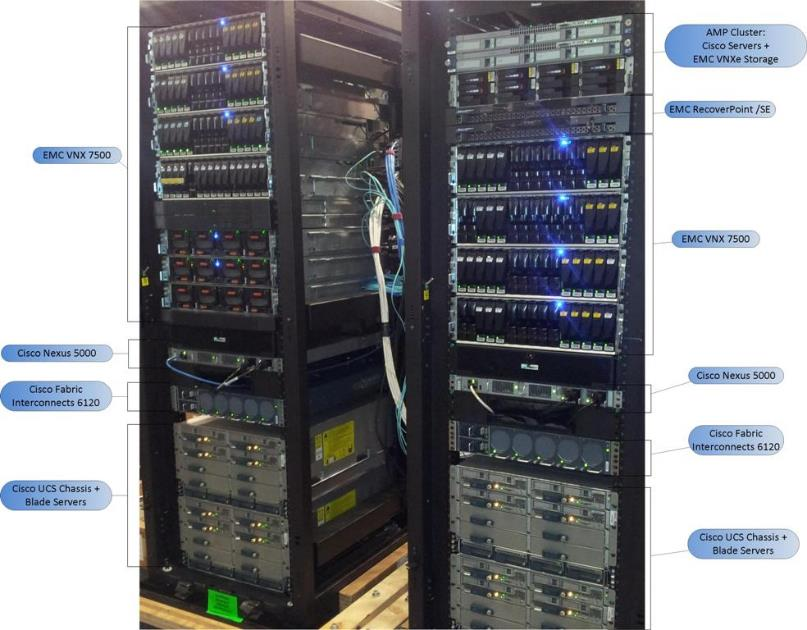 AMP Cluster:
Cisco Servers +
EMC VNXe Storage
EMC RecoverPoint /SE
EMC VNX 7500
EMC VNX 7500
Cisco Nexus 5000
Cisco Nexus 5000
Cisco Fabric
Interconnects 6120
Cisco Fabric
Interconnects 6120
Cisco UCS Chassis +
Blade Servers
Cisco UCS Chassis +
Blade Servers